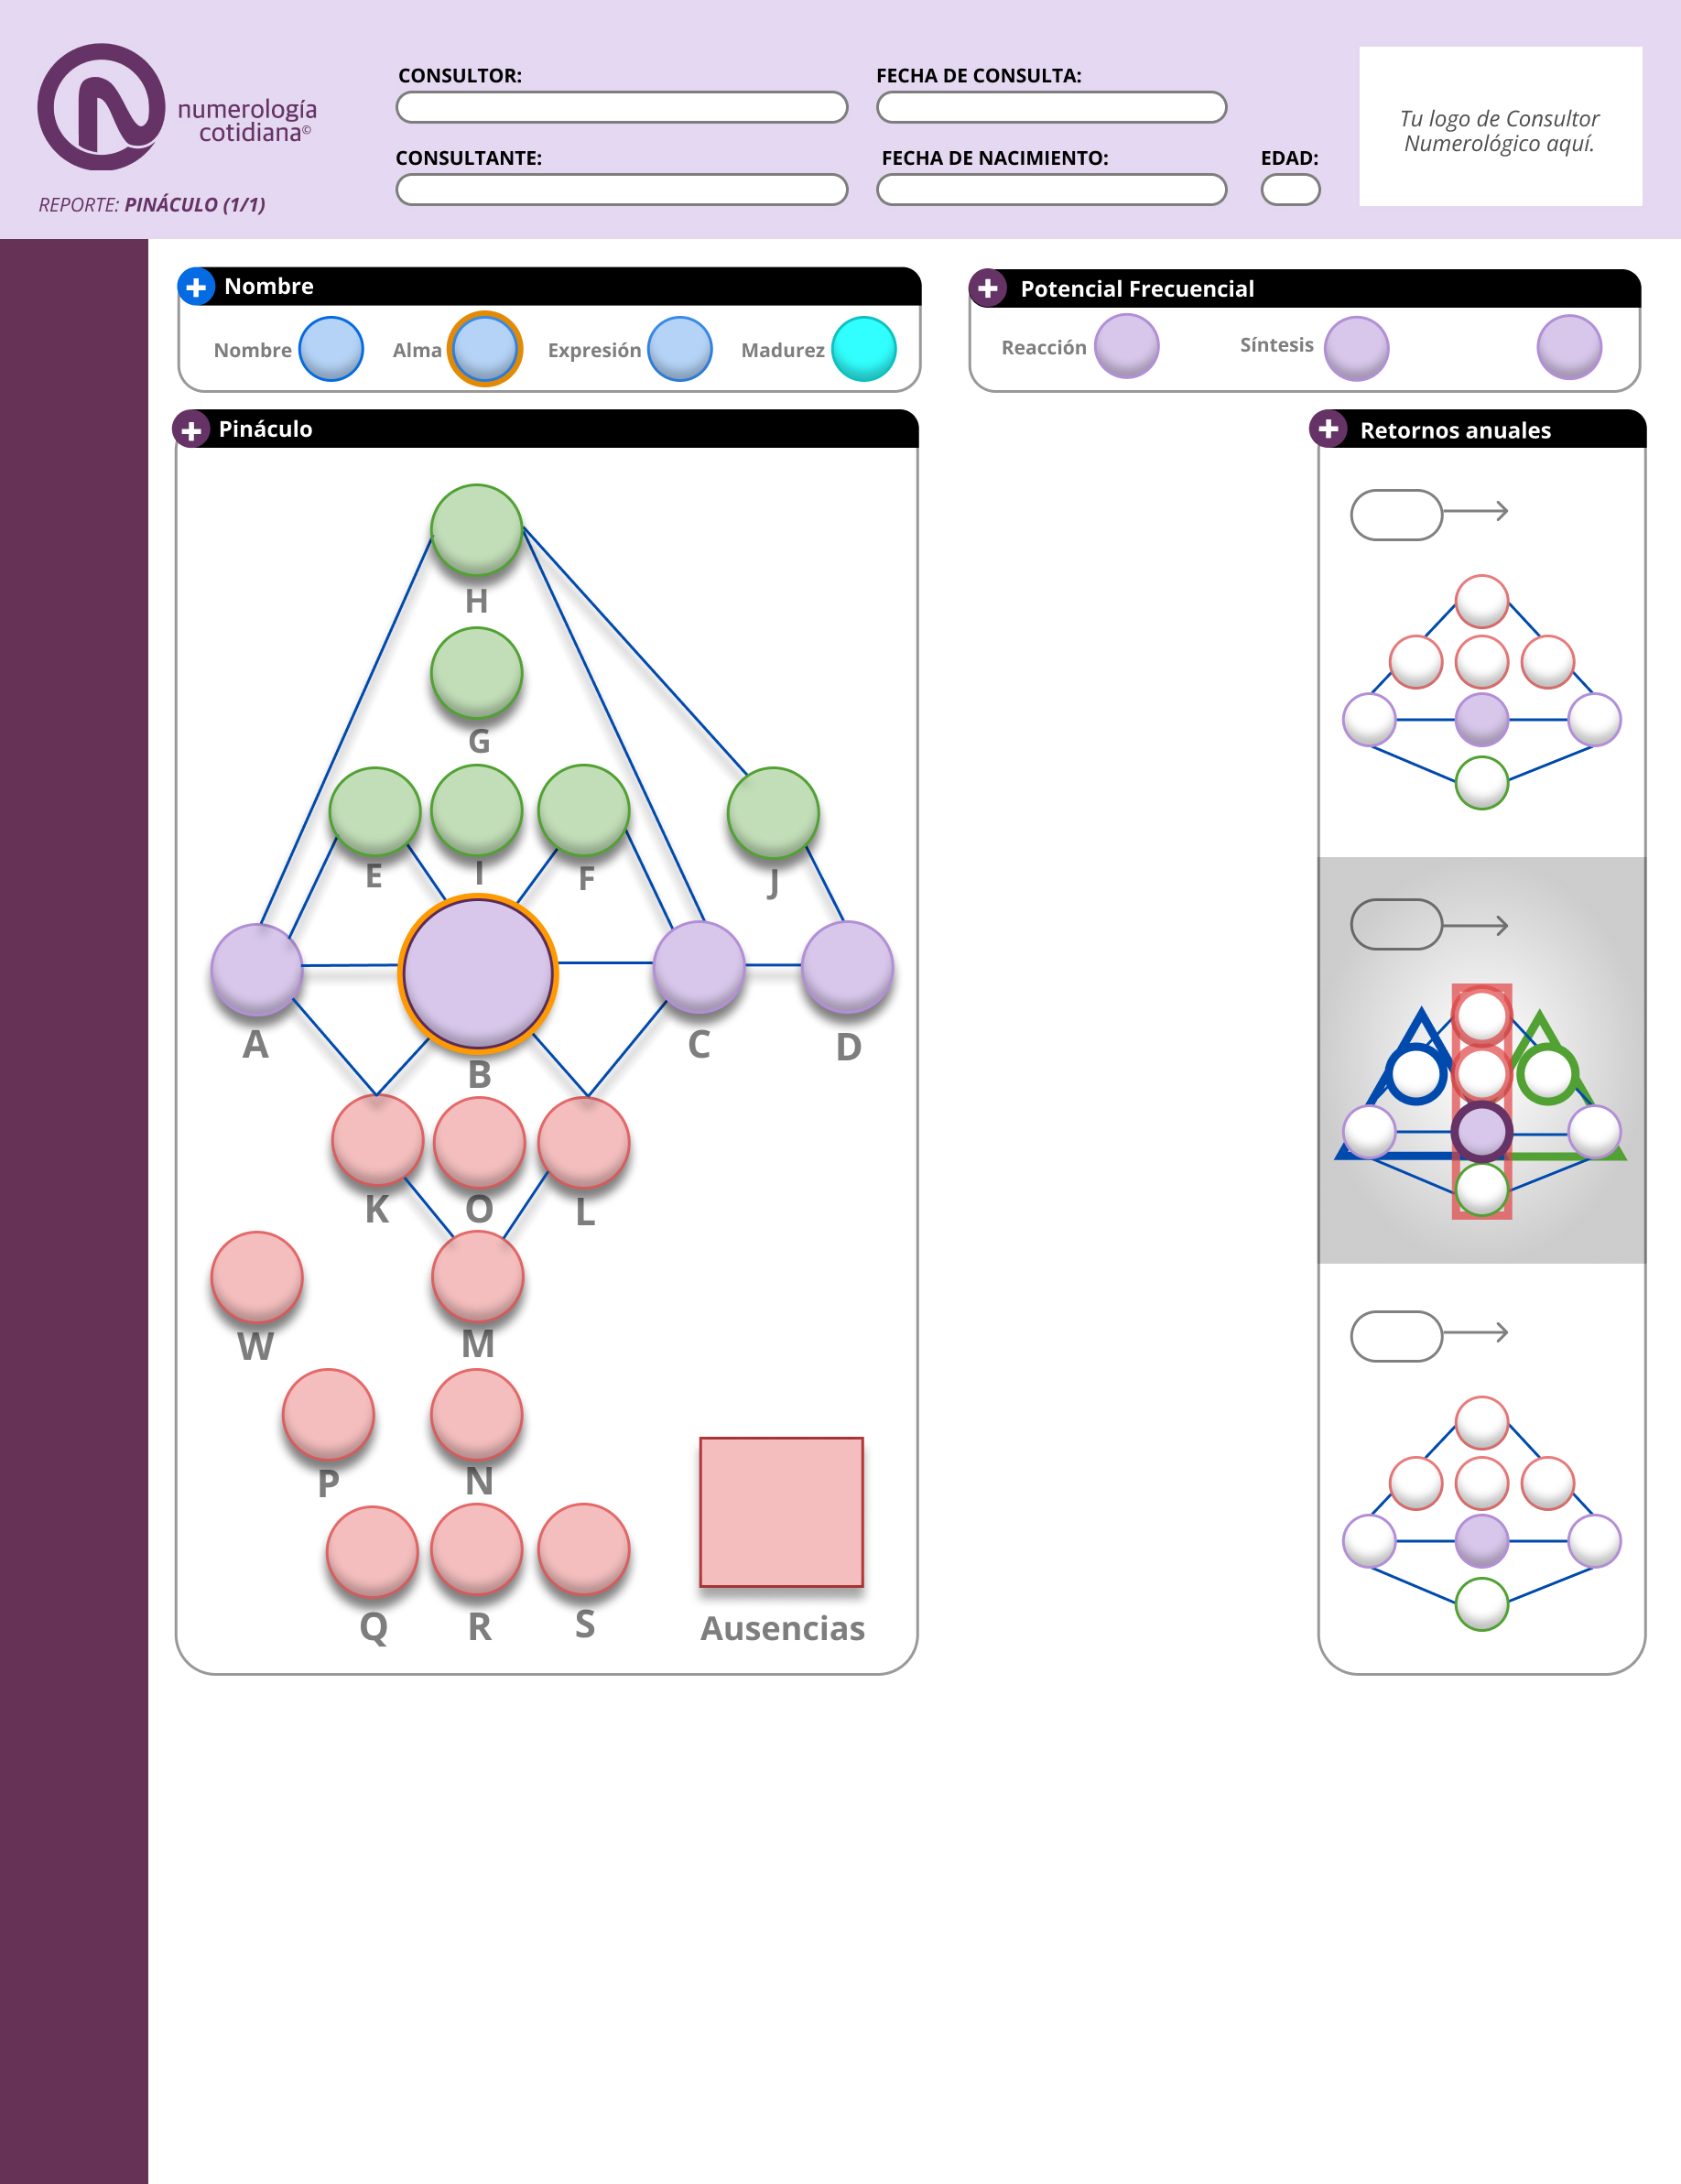 numerología
cotidiana©
REPORTE: PINÁCULO (1/1)
CONSULTOR:
FECHA DE CONSULTA:
CONSULTANTE:
FECHA DE NACIMIENTO:
EDAD:
Tu logo de Consultor
Numerológico aquí.
Nombre
Nombre
Alma
Expresión
Madurez
Potencial Frecuencial
Reacción
Síntesis
Pináculo
H
G
E
I
F
J
A
B
C
D
K
O
L
W
M
P
N
Q
R
S
Ausencias
Retornos anuales